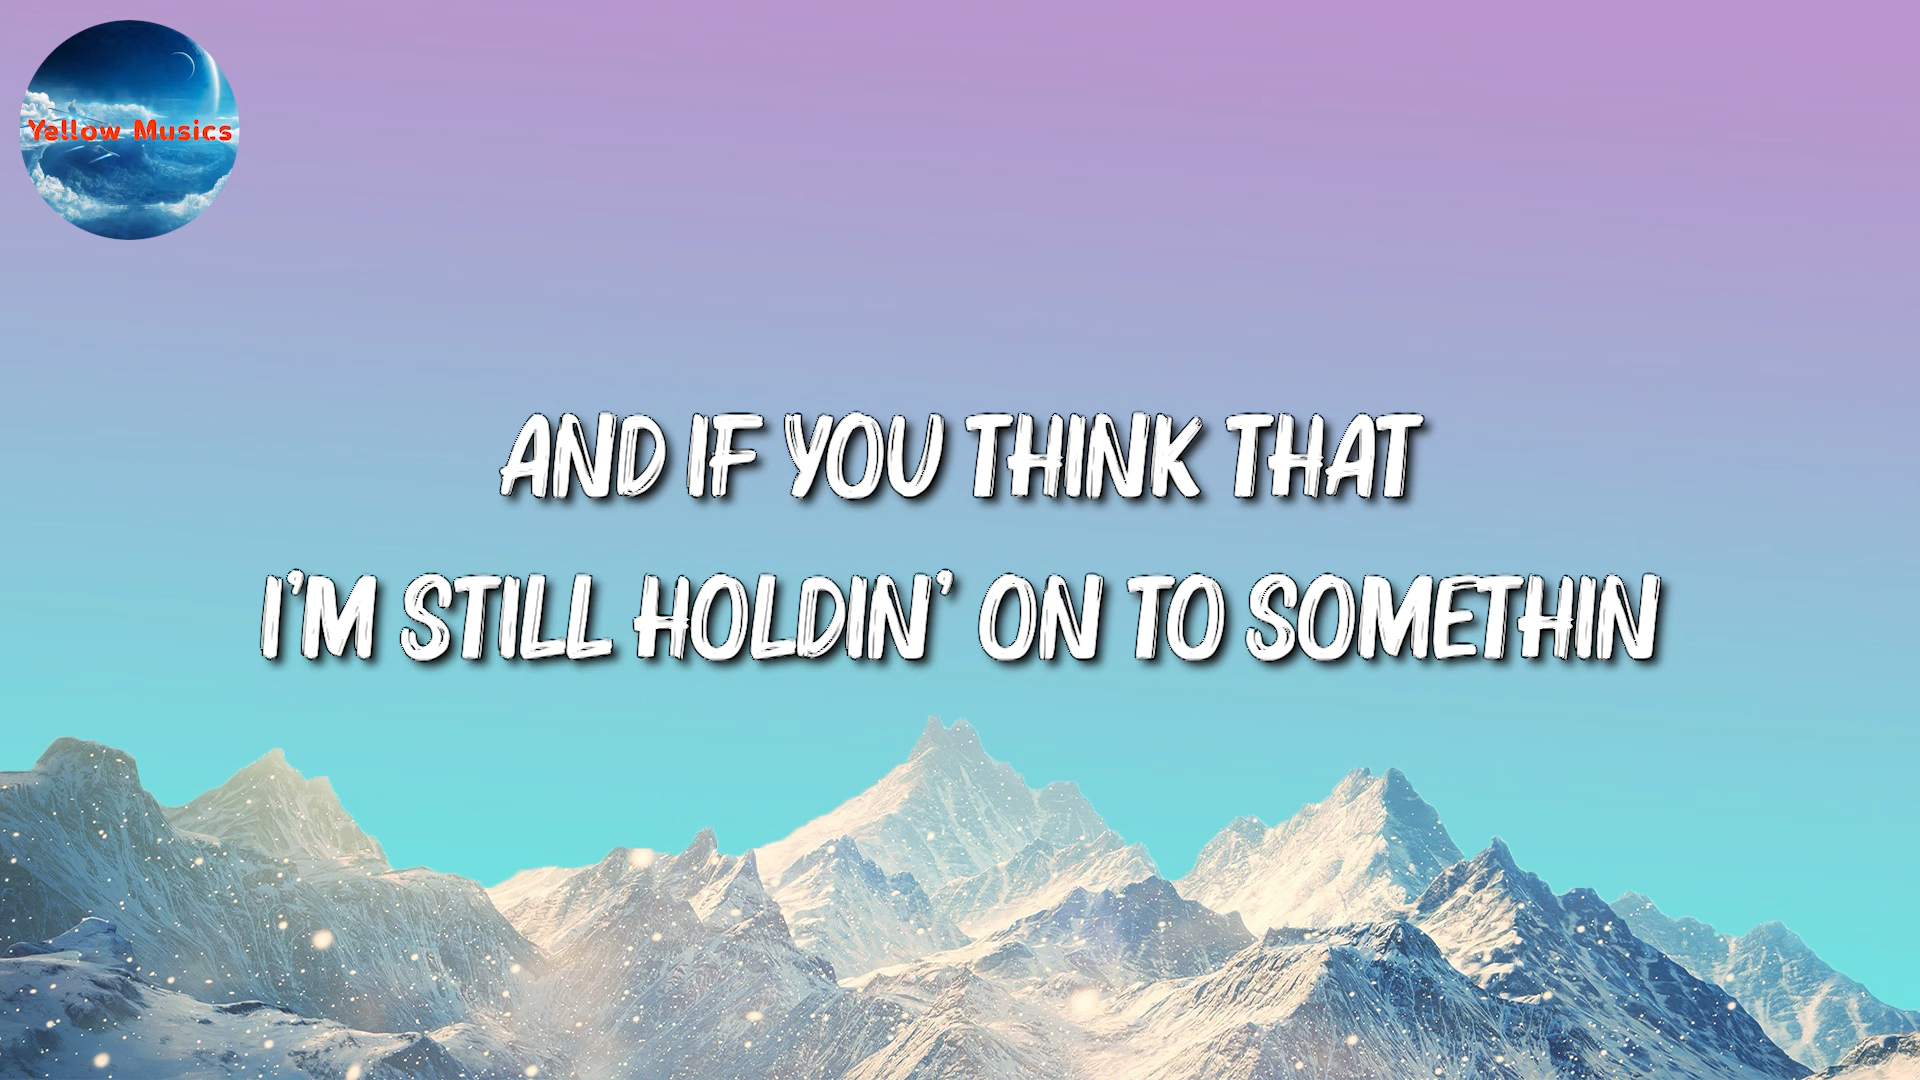 Yellow Musics
AND IF YOU THINK THAT
I'M STILL HOLDIN' ON TO SOMETHIN